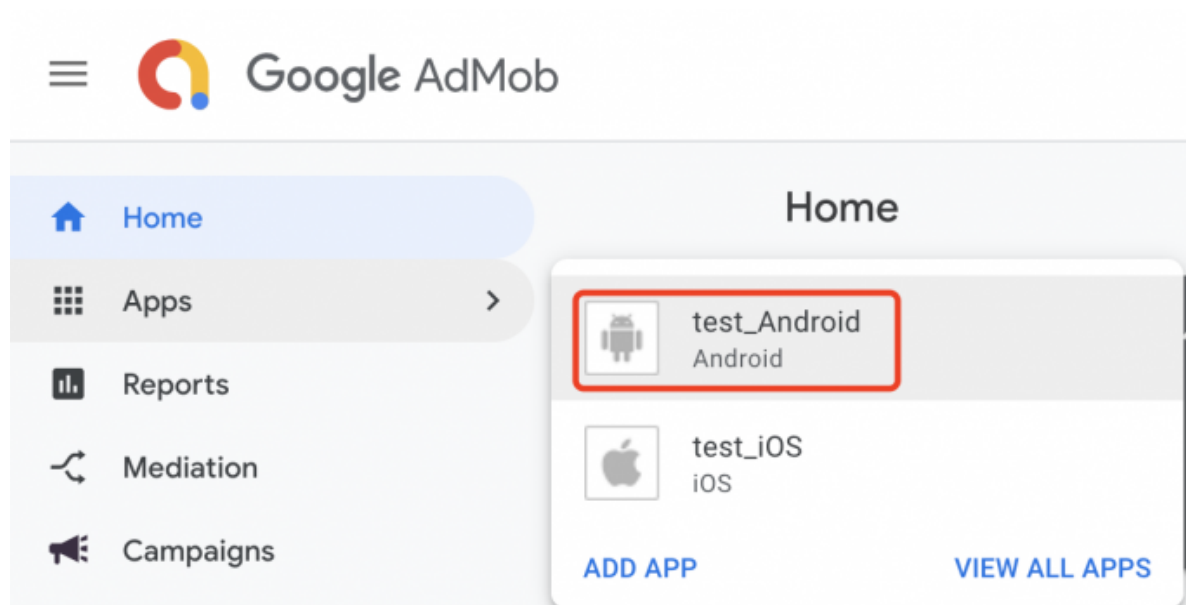 Google AdMob
Home
Apps
Reports
Mediation
Campaigns
Home
test_Android
Android
test_iOS
iOS
ADD APP
VIEW ALL APPS